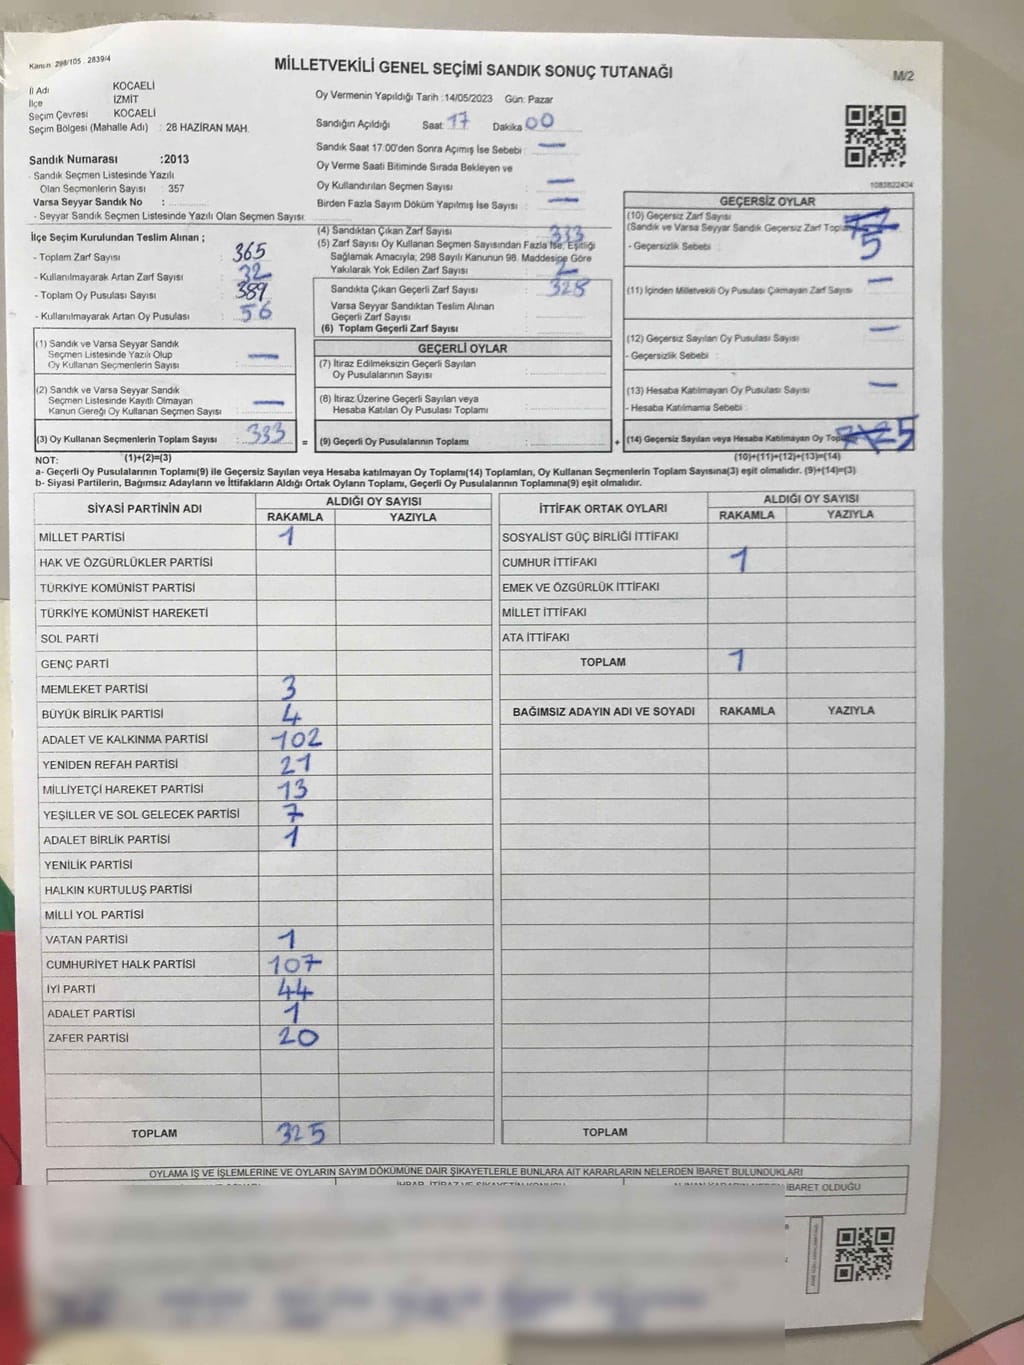 Kanun 298/105 . 2839/4
MİLLETVEKİLİ GENEL SEÇİMİ SANDIK SONUÇ TUTANAĞI
M/2
İl Adı KOCAELİ
İlçe İZMİT
Seçim Çevresi KOCAELİ
Seçim Bölgesi (Mahalle Adı) : 28 HAZİRAN MAH.
Sandık Numarası :2013
- Sandık Seçmen Listesinde Yazılı
Olan Seçmenlerin Sayısı : 357
Varsa Seyyar Sandık No :
- Seyyar Sandık Seçmen Listesinde Yazılı Olan Seçmen Sayısı:
Oy Vermenin Yapıldığı Tarih :14/05/2023 Gün: Pazar
Sandığın Açıldığı Saat 17 Dakika 00
Sandık Saat 17.00'den Sonra Açımış İse Sebebi : —
Oy Verme Saati Bitiminde Sırada Bekleyen ve
Oy Kullandırılan Seçmen Sayısı : —
Birden Fazla Sayım Döküm Yapılmış İse Sayısı : —
1083822434
İlçe Seçim Kurulundan Teslim Alınan ;
- Toplam Zarf Sayısı : 365
- Kullanılmayarak Artan Zarf Sayısı : 32
- Toplam Oy Pusulası Sayısı : 389
- Kullanılmayarak Artan Oy Pusulası : 56
(1) Sandık ve Varsa Seyyar Sandık
Seçmen Listesinde Yazılı Olup
Oy Kullanan Seçmenlerin Sayısı : —
(2) Sandık ve Varsa Seyyar Sandık
Seçmen Listesinde Kayıtlı Olmayan
Kanun Gereği Oy Kullanan Seçmen Sayısı : —
(3) Oy Kullanan Seçmenlerin Toplam Sayısı : 333 =
(4) Sandıktan Çıkan Zarf Sayısı : 333
(5) Zarf Sayısı Oy Kullanan Seçmen Sayısından Fazla İse, Eşitliği
Sağlamak Amacıyla; 298 Sayılı Kanunun 98. Maddesine Göre
Yakılarak Yok Edilen Zarf Sayısı :
Sandıkta Çıkan Geçerli Zarf Sayısı : 328
Varsa Seyyar Sandıktan Teslim Alınan
Geçerli Zarf Sayısı :
(6) Toplam Geçerli Zarf Sayısı :
GEÇERLİ OYLAR
(7) İtiraz Edilmeksizin Geçerli Sayılan
Oy Pusulalarının Sayısı :
(8) İtiraz Üzerine Geçerli Sayılan veya
Hesaba Katılan Oy Pusulası Toplamı :
(9) Geçerli Oy Pusulalarının Toplamı : +
GEÇERSİZ OYLAR
(10) Geçersiz Zarf Sayısı
(Sandık ve Varsa Seyyar Sandık Geçersiz Zarf
- Geçersizlik Sebebi : 5
(11) İçinden Milletvekili Oy Pusulası Çıkmayan Zarf Sayısı —
(12) Geçersiz Sayılan Oy Pusulası Sayısı —
- Geçersizlik Sebebi :
(13) Hesaba Katılmayan Oy Pusulası Sayısı —
- Hesaba Katılmama Sebebi :
(14) Geçersiz Sayılan veya Hesaba Katılmayan Oy 5
NOT: (1)+(2)=(3)
(10)+(11)+(12)+(13)=(14)
a- Geçerli Oy Pusulalarının Toplamı(9) ile Geçersiz Sayılan veya Hesaba katılmayan Oy Toplamı(14) Toplamları, Oy Kullanan Seçmenlerin Toplam Sayısına(3) eşit olmalıdır. (9)+(14)=(3)
b- Siyasi Partilerin, Bağımsız Adayların ve İttifakların Aldığı Ortak Oyların Toplamı, Geçerli Oy Pusulalarının Toplamına(9) eşit olmalıdır.
SİYASİ PARTİNİN ADI ALDIĞI OY SAYISI
RAKAMLA YAZIYLA
MİLLET PARTİSİ 1
HAK VE ÖZGÜRLÜKLER PARTİSİ
TÜRKİYE KOMÜNİST PARTİSİ
TÜRKİYE KOMÜNİST HAREKETİ
SOL PARTİ
GENÇ PARTİ
MEMLEKET PARTİSİ 3
BÜYÜK BİRLİK PARTİSİ 4
ADALET VE KALKINMA PARTİSİ 102
YENİDEN REFAH PARTİSİ 21
MİLLİYETÇİ HAREKET PARTİSİ 13
YEŞİLLER VE SOL GELECEK PARTİSİ 7
ADALET BİRLİK PARTİSİ 1
YENİLİK PARTİSİ
HALKIN KURTULUŞ PARTİSİ
MİLLİ YOL PARTİSİ
VATAN PARTİSİ 1
CUMHURİYET HALK PARTİSİ 107
İYİ PARTİ 44
ADALET PARTİSİ 1
ZAFER PARTİSİ 20
TOPLAM 325
İTTİFAK ORTAK OYLARI ALDIĞI OY SAYISI
RAKAMLA YAZIYLA
SOSYALİST GÜÇ BİRLİĞİ İTTİFAKI
CUMHUR İTTİFAKI 1
EMEK VE ÖZGÜRLÜK İTTİFAKI
MİLLET İTTİFAKI
ATA İTTİFAKI
TOPLAM 1
BAĞIMSIZ ADAYIN ADI VE SOYADI RAKAMLA YAZIYLA
TOPLAM
OYLAMA İŞ VE İŞLEMLERİNE VE OYLARIN SAYIM DÖKÜMÜNE DAİR ŞİKAYETLERLE BUNLARA AİT KARARLARIN NELERDEN İBARET BULUNDUKLARI
İBARET OLDUĞU